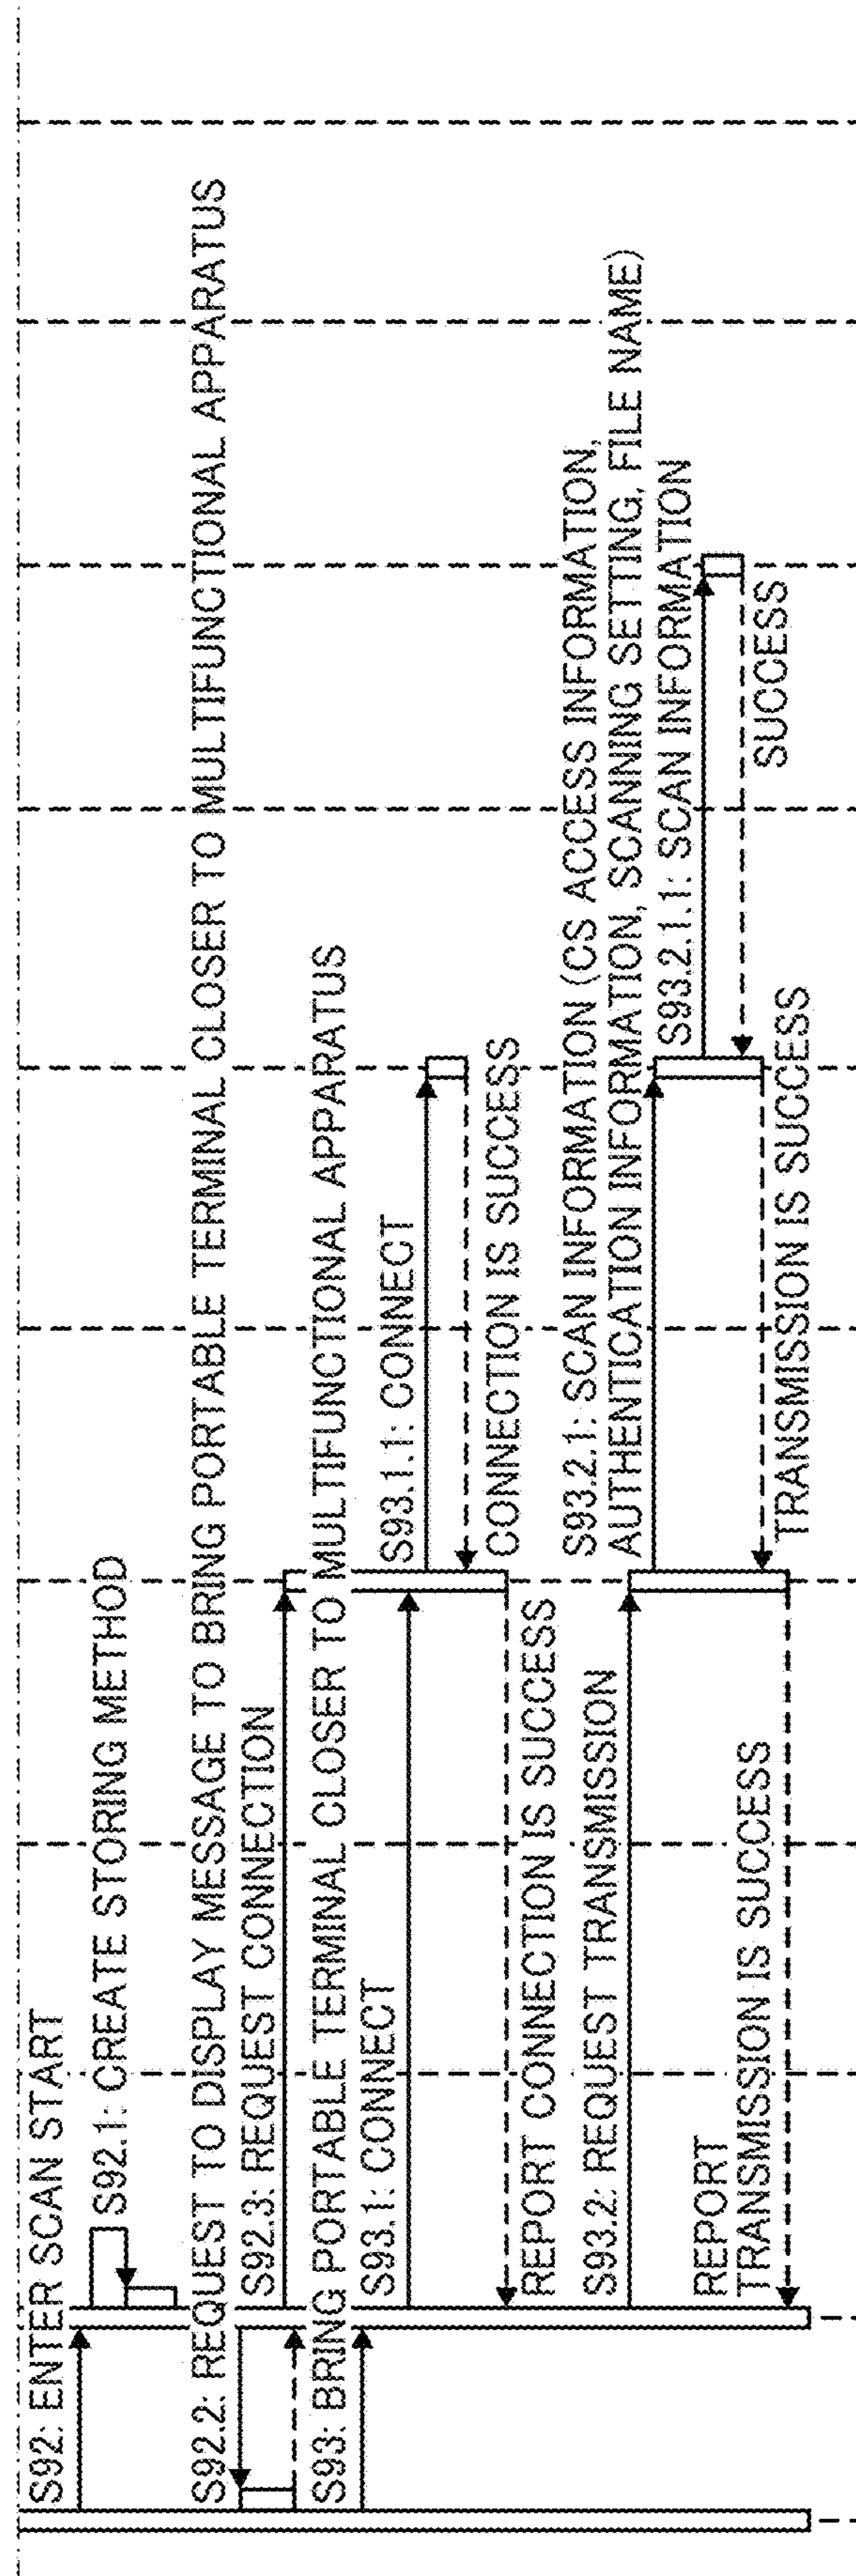 S92: ENTER SCAN START
S92.1: CREATE STORING METHOD
S92.2: REQUEST TO DISPLAY MESSAGE TO BRING PORTABLE TERMINAL CLOSER TO MULTIFUNCTIONAL APPARATUS
S92.3: REQUEST CONNECTION
S93: BRING PORTABLE TERMINAL CLOSER TO MULTIFUNCTIONAL APPARATUS
S93.1: CONNECT
S93.1.1: CONNECT
CONNECTION IS SUCCESS
REPORT CONNECTION IS SUCCESS
S93.2: REQUEST TRANSMISSION
S93.2.1: SCAN INFORMATION (CS ACCESS INFORMATION,
AUTHENTICATION INFORMATION, SCANNING SETTING, FILE NAME)
S93.2.1.1: SCAN INFORMATION
SUCCESS
TRANSMISSION IS SUCCESS
REPORT
TRANSMISSION IS SUCCESS